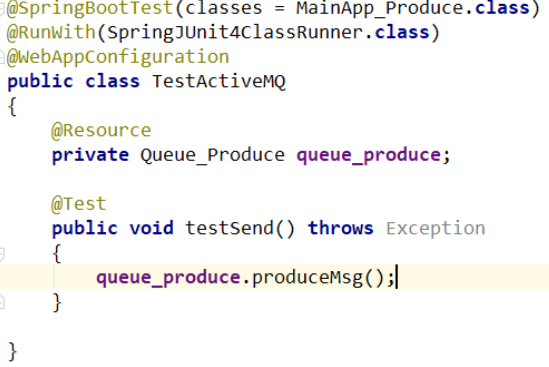 @SpringBootTest(classes = MainApp_Produce.class)
@RunWith(SpringJUnit4ClassRunner.class)
@WebAppConfiguration
public class TestActiveMQ
{
    @Resource
    private Queue_Produce queue_produce;

    @Test
    public void testSend() throws Exception
    {
        queue_produce.produceMsg();
    }

}